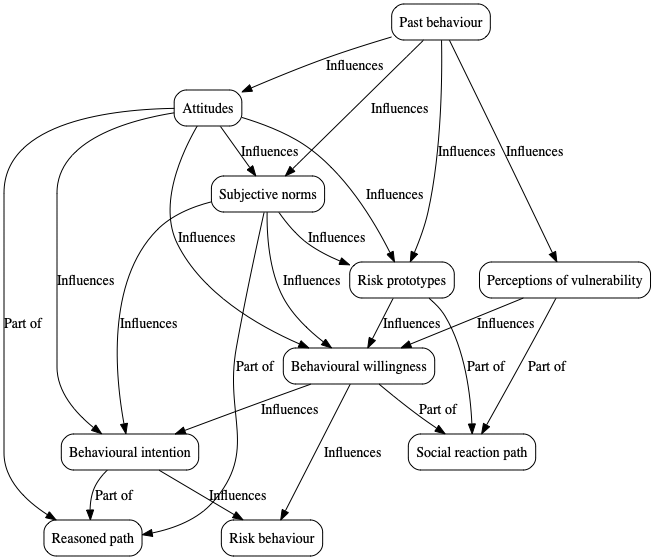 Past behaviour
Influences
Attitudes
Influences
Influences
Influences
Influences
Subjective norms
Influences
Influences
Influences
Risk prototypes
Perceptions of vulnerability
Influences
Influences
Influences
Part of
Influences
Influences
Behavioural willingness
Part of
Part of
Part of
Influences
Part of
Behavioural intention
Influences
Social reaction path
Part of
Influences
Reasoned path
Risk behaviour